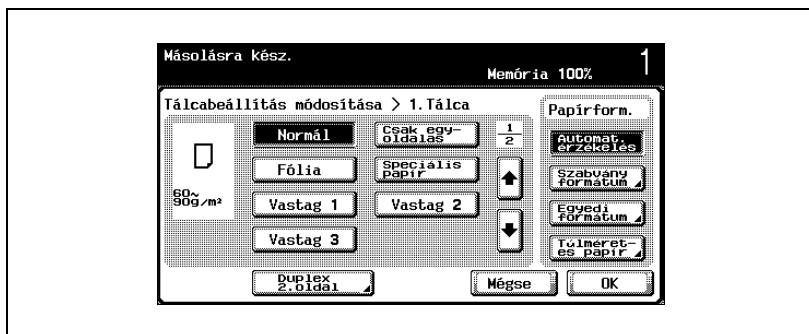 Másolásra kész.
Memória 100%
1
Tálcabeállítás módosítása > 1.Tálca
Papírform.
Normál
Csak egy-
oldalas
1
2
Automat.
érzékelés
Fólia
Speciális
papír
Szabvány
formátum
60~
90g/m²
Vastag 1
Vastag 2
Egyedi
formátum
Vastag 3
Túlméret-
es papír
Duplex
2.oldal
Mégse
OK